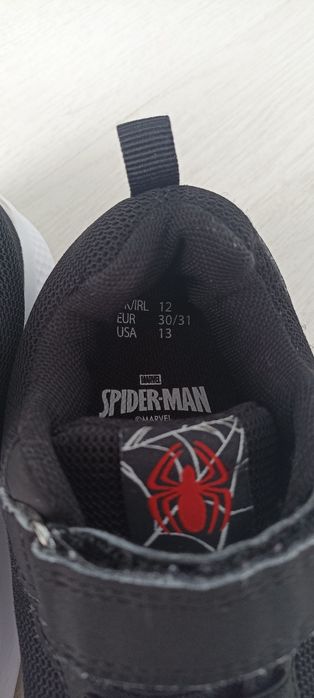 /IRL 12
EUR 30/31
USA 13
MARVEL
SPIDER-MAN
©MARVEL